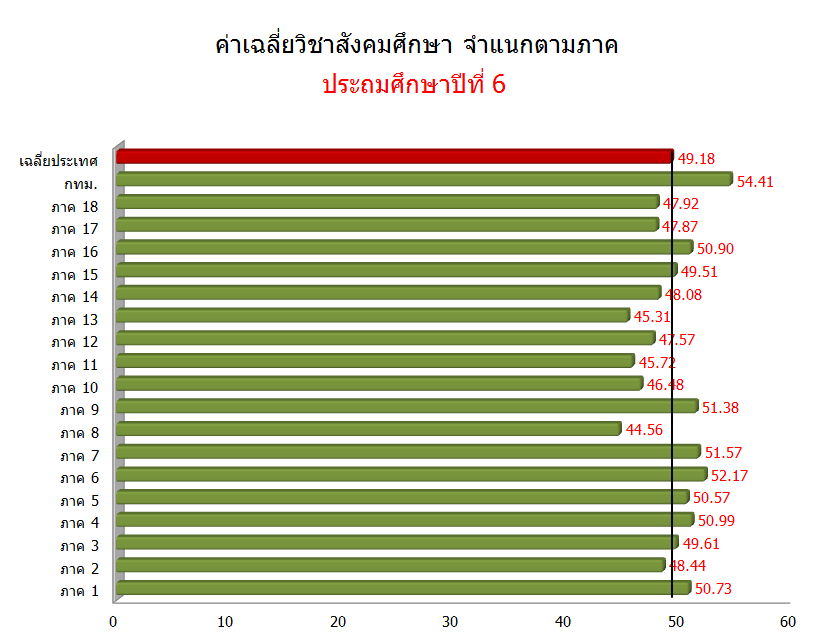 ค่าเฉลี่ยวิชาสังคมศึกษา จำแนกตามภาค
ประถมศึกษาปีที่ 6
เฉลี่ยประเทศ 49.18
กทม. 54.41
ภาค 18 47.92
ภาค 17 47.87
ภาค 16 50.90
ภาค 15 49.51
ภาค 14 48.08
ภาค 13 45.31
ภาค 12 47.57
ภาค 11 45.72
ภาค 10 46.48
ภาค 9 51.38
ภาค 8 44.56
ภาค 7 51.57
ภาค 6 52.17
ภาค 5 50.57
ภาค 4 50.99
ภาค 3 49.61
ภาค 2 48.44
ภาค 1 50.73
0 10 20 30 40 50 60